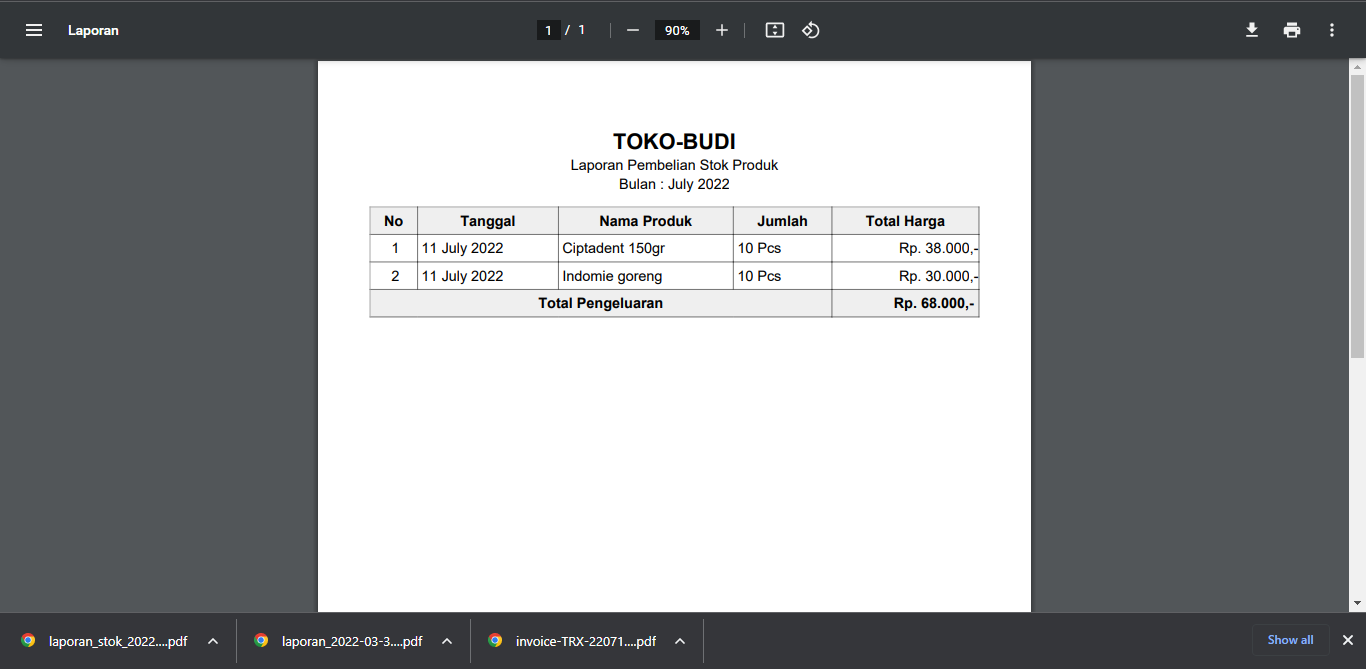 Laporan
1 / 1
90%
TOKO-BUDI
Laporan Pembelian Stok Produk
Bulan : July 2022
No Tanggal Nama Produk Jumlah Total Harga
1 11 July 2022 Ciptadent 150gr 10 Pcs Rp. 38.000,-
2 11 July 2022 Indomie goreng 10 Pcs Rp. 30.000,-
Total Pengeluaran Rp. 68.000,-
laporan_stok_2022....pdf laporan_2022-03-3....pdf invoice-TRX-22071....pdf Show all